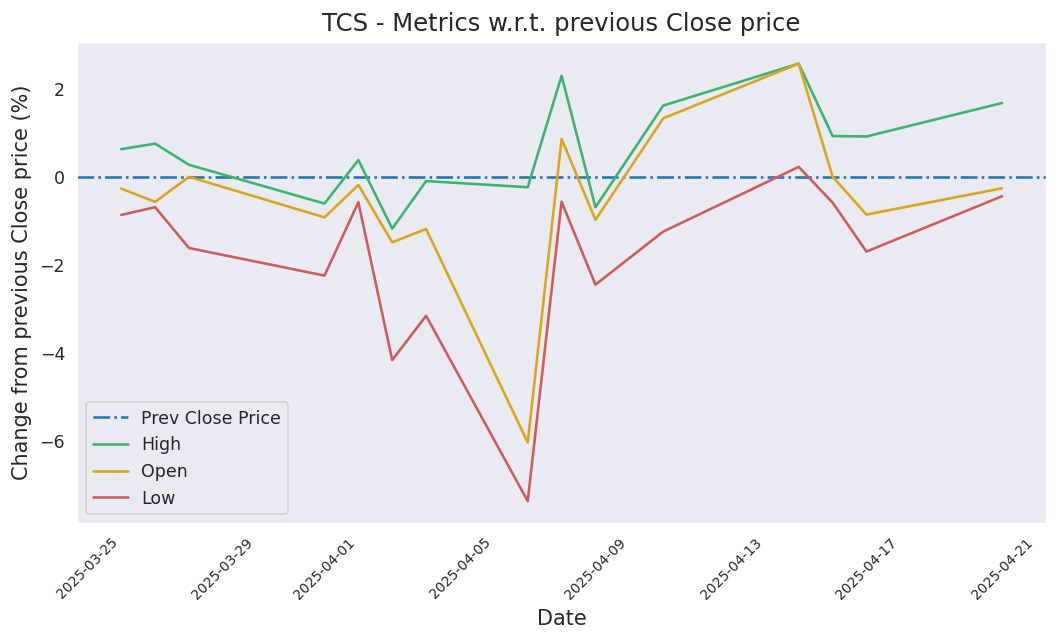 TCS - Metrics w.r.t. previous Close price
Change from previous Close price (%)
2
0
−2
−4
−6
Prev Close Price
High
Open
Low
2025-03-25
2025-03-29
2025-04-01
2025-04-05
2025-04-09
2025-04-13
2025-04-17
2025-04-21
Date